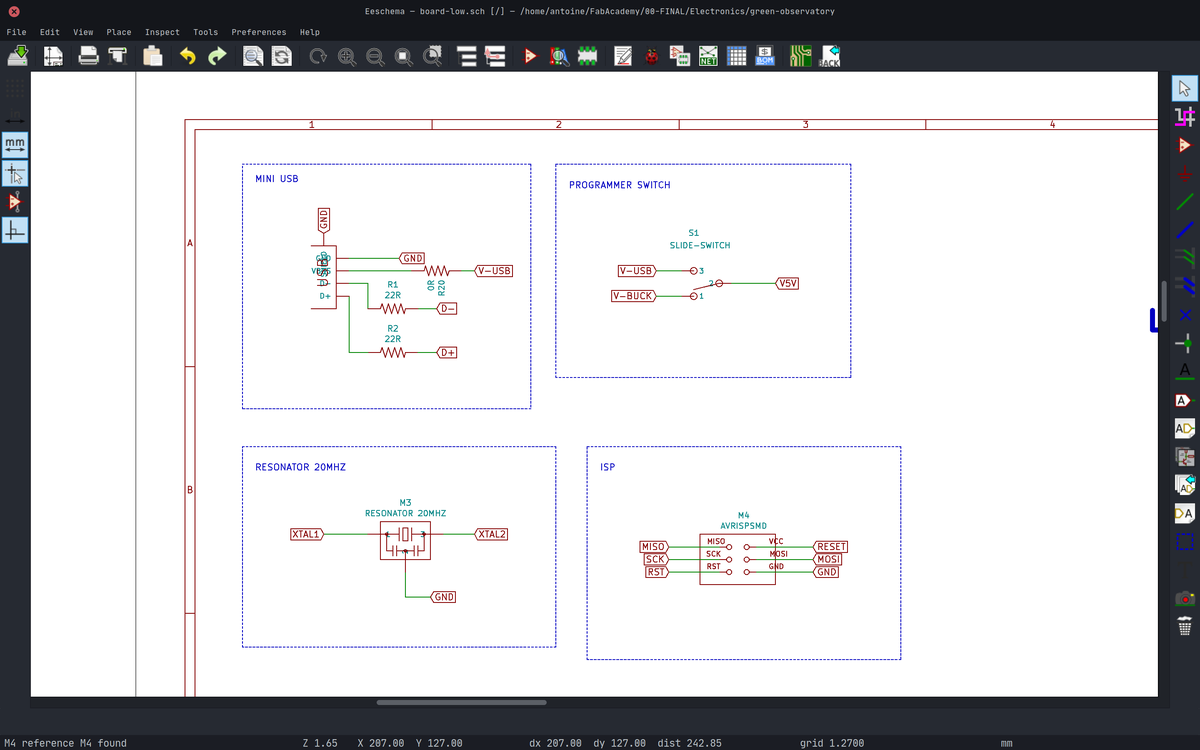 Eeschema — board-low.sch [/] — /home/antoine/FabAcademy/00-FINAL/Electronics/green-observatory
File Edit View Place Inspect Tools Preferences Help
NET
BOM
BACK
mm
1 2 3 4
A
B
MINI USB
GND
GND
V-USB
0R
R20
R1
22R
D-
D+
R2
22R
D+
PROGRAMMER SWITCH
S1
SLIDE-SWITCH
V-USB
3
2
V5V
V-BUCK
1
RESONATOR 20MHZ
M3
RESONATOR 20MHZ
XTAL1
XTAL2
GND
ISP
M4
AVRISPSMD
MISO MISO VCC RESET
SCK SCK MOSI MOSI
RST RST GND GND
M4 reference M4 found Z 1.65 X 207.00 Y 127.00 dx 207.00 dy 127.00 dist 242.85 grid 1.2700 mm